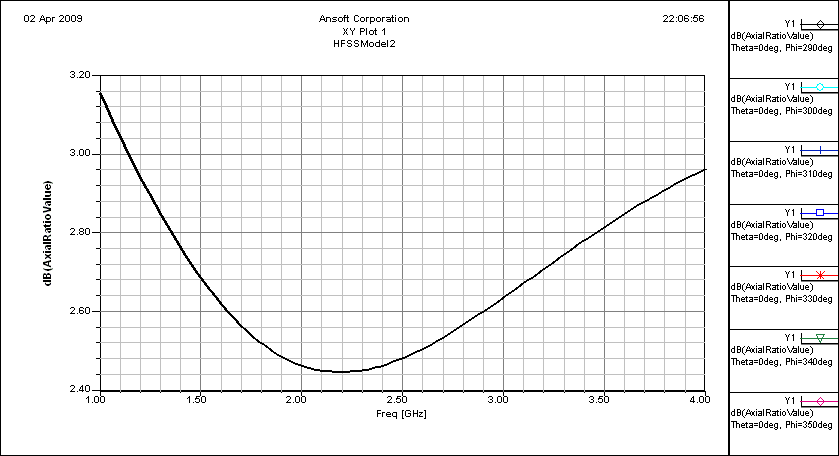 02 Apr 2009
Ansoft Corporation
22:06:56
XY Plot 1
HFSSModel2
3.20
3.00
2.80
2.60
2.40
dB(AxialRatioValue)
1.00
1.50
2.00
2.50
3.00
3.50
4.00
Freq [GHz]
Y1
dB(AxialRatioValue)
Theta=0deg, Phi=290deg
Y1
dB(AxialRatioValue)
Theta=0deg, Phi=300deg
Y1
dB(AxialRatioValue)
Theta=0deg, Phi=310deg
Y1
dB(AxialRatioValue)
Theta=0deg, Phi=320deg
Y1
dB(AxialRatioValue)
Theta=0deg, Phi=330deg
Y1
dB(AxialRatioValue)
Theta=0deg, Phi=340deg
Y1
dB(AxialRatioValue)
Theta=0deg, Phi=350deg